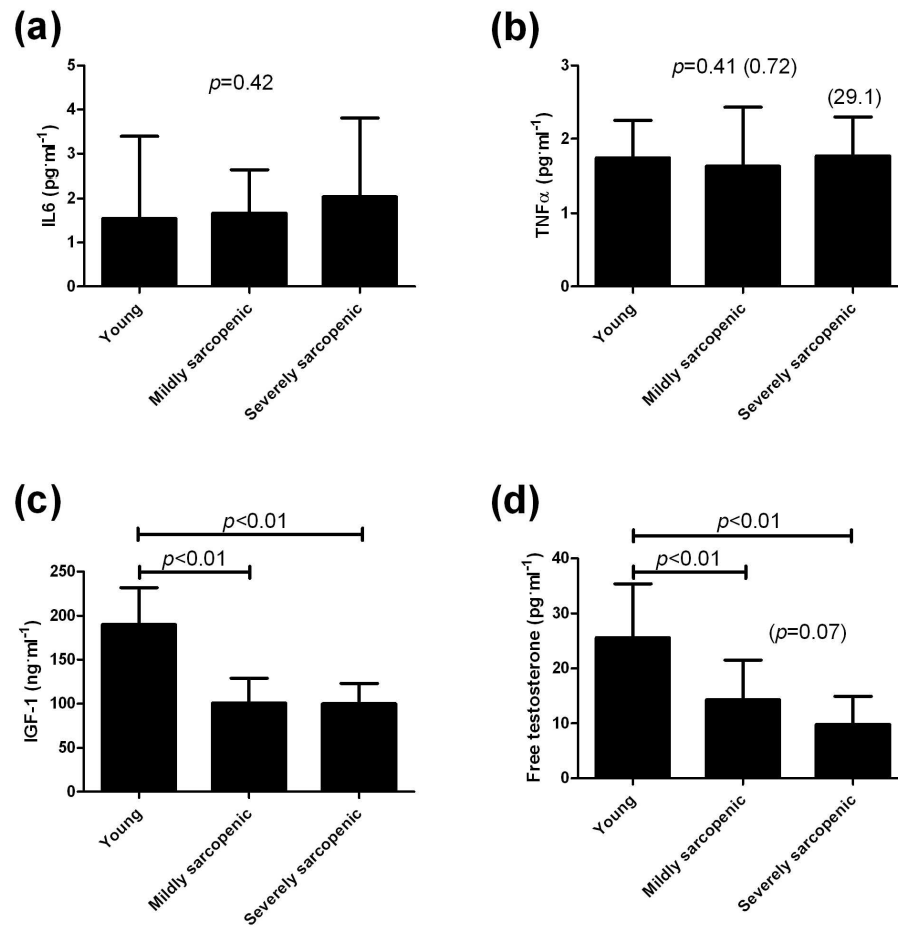 (a)
p=0.42
IL6 (pg·ml-1)
5
4
3
2
1
0
Young
Mildly sarcopenic
Severely sarcopenic
(b)
p=0.41 (0.72)
(29.1)
TNFα (pg·ml-1)
3
2
1
0
Young
Mildly sarcopenic
Severely sarcopenic
(c)
p<0.01
p<0.01
IGF-1 (ng·ml-1)
250
200
150
100
50
0
Young
Mildly sarcopenic
Severely sarcopenic
(d)
p<0.01
p<0.01
(p=0.07)
Free testosterone (pg·ml-1)
40
30
20
10
0
Young
Mildly sarcopenic
Severely sarcopenic